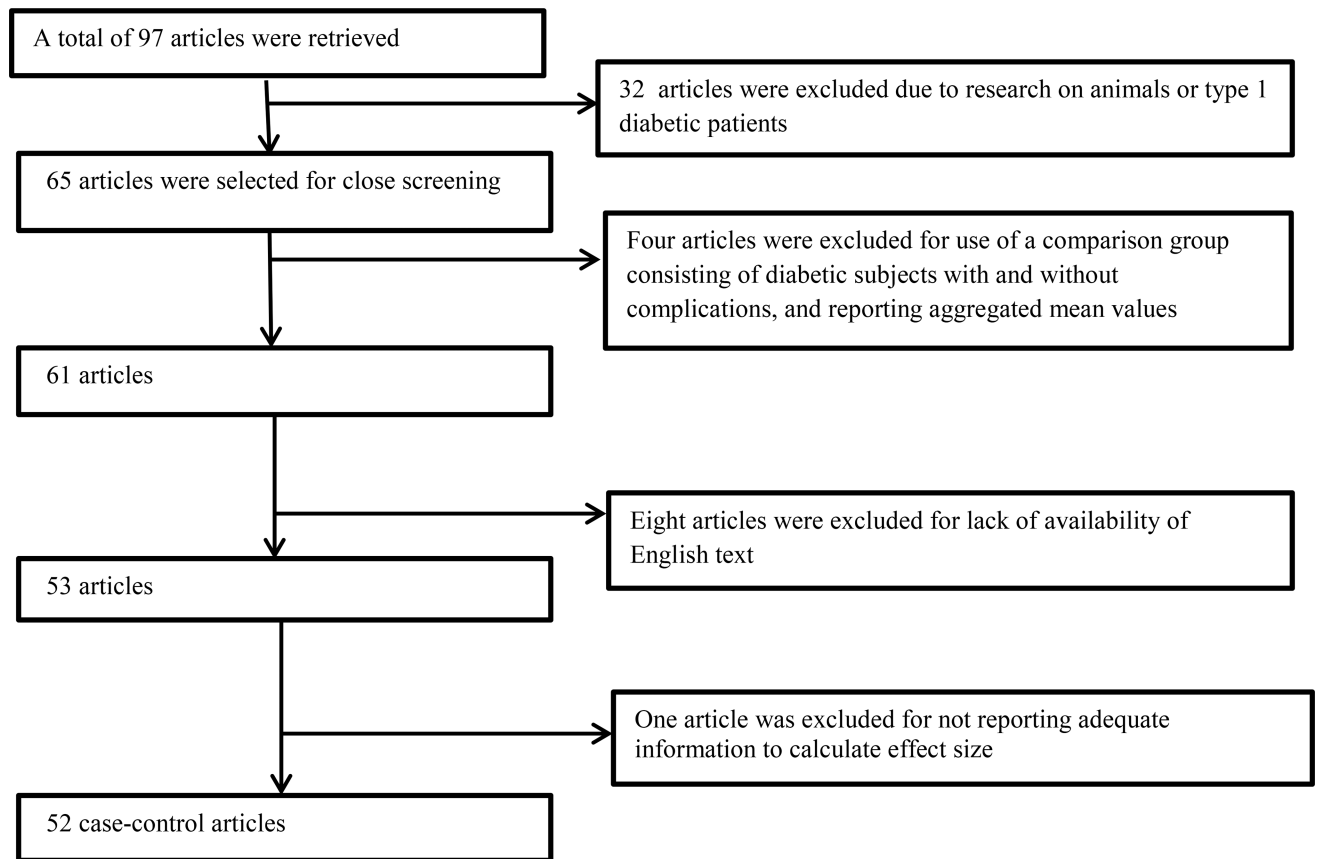 A total of 97 articles were retrieved
32 articles were excluded due to research on animals or type 1
diabetic patients
65 articles were selected for close screening
Four articles were excluded for use of a comparison group
consisting of diabetic subjects with and without
complications, and reporting aggregated mean values
61 articles
Eight articles were excluded for lack of availability of
English text
53 articles
One article was excluded for not reporting adequate
information to calculate effect size
52 case-control articles